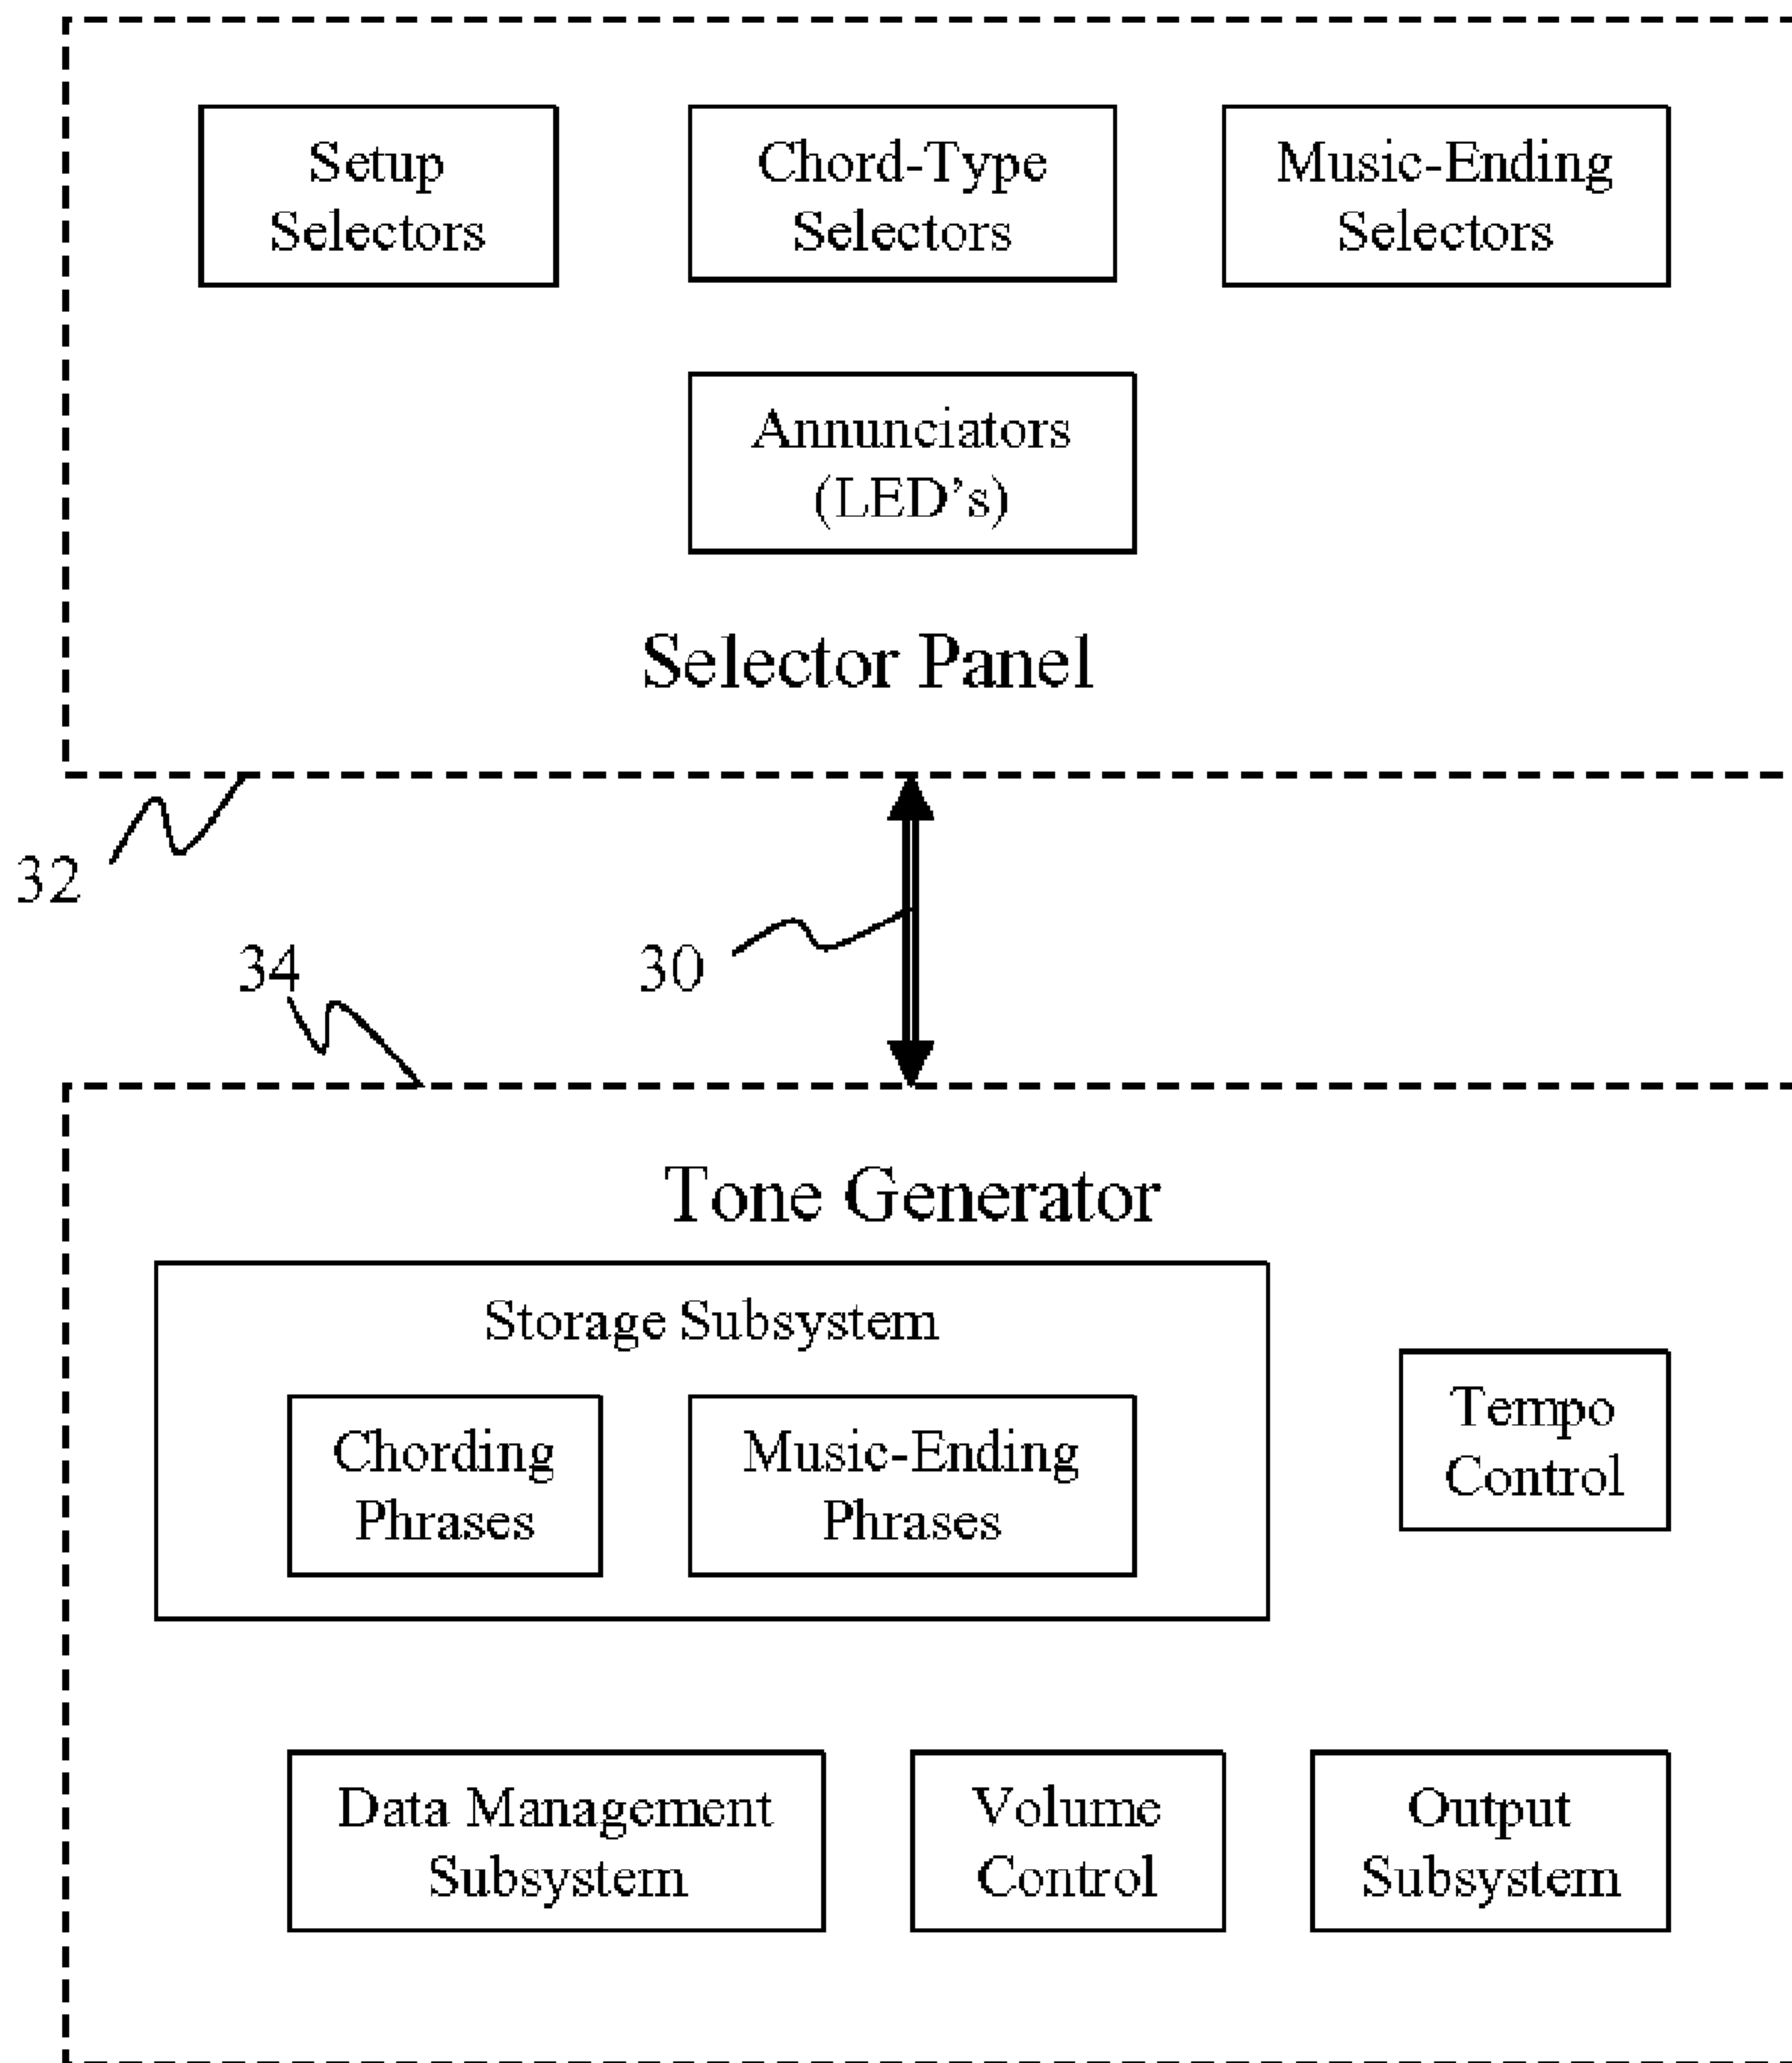 Setup
Selectors
Chord-Type
Selectors
Music-Ending
Selectors
Annunciators
(LED’s)
Selector Panel
32
34
30
Tone Generator
Storage Subsystem
Chording
Phrases
Music-Ending
Phrases
Tempo
Control
Data Management
Subsystem
Volume
Control
Output
Subsystem